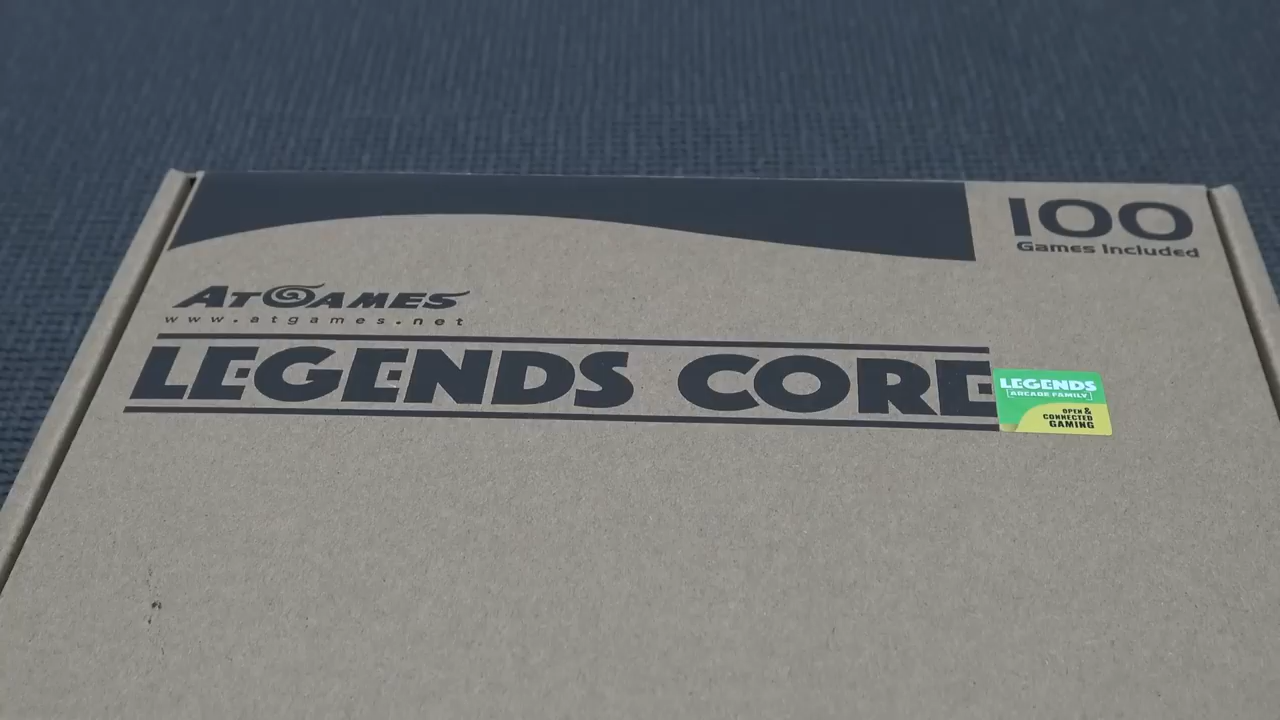 100
Games Included
ATGAMES
www.atgames.net
LEGENDS CORE
LEGENDS
[ARCADE FAMILY]
OPEN &
CONNECTED
GAMING